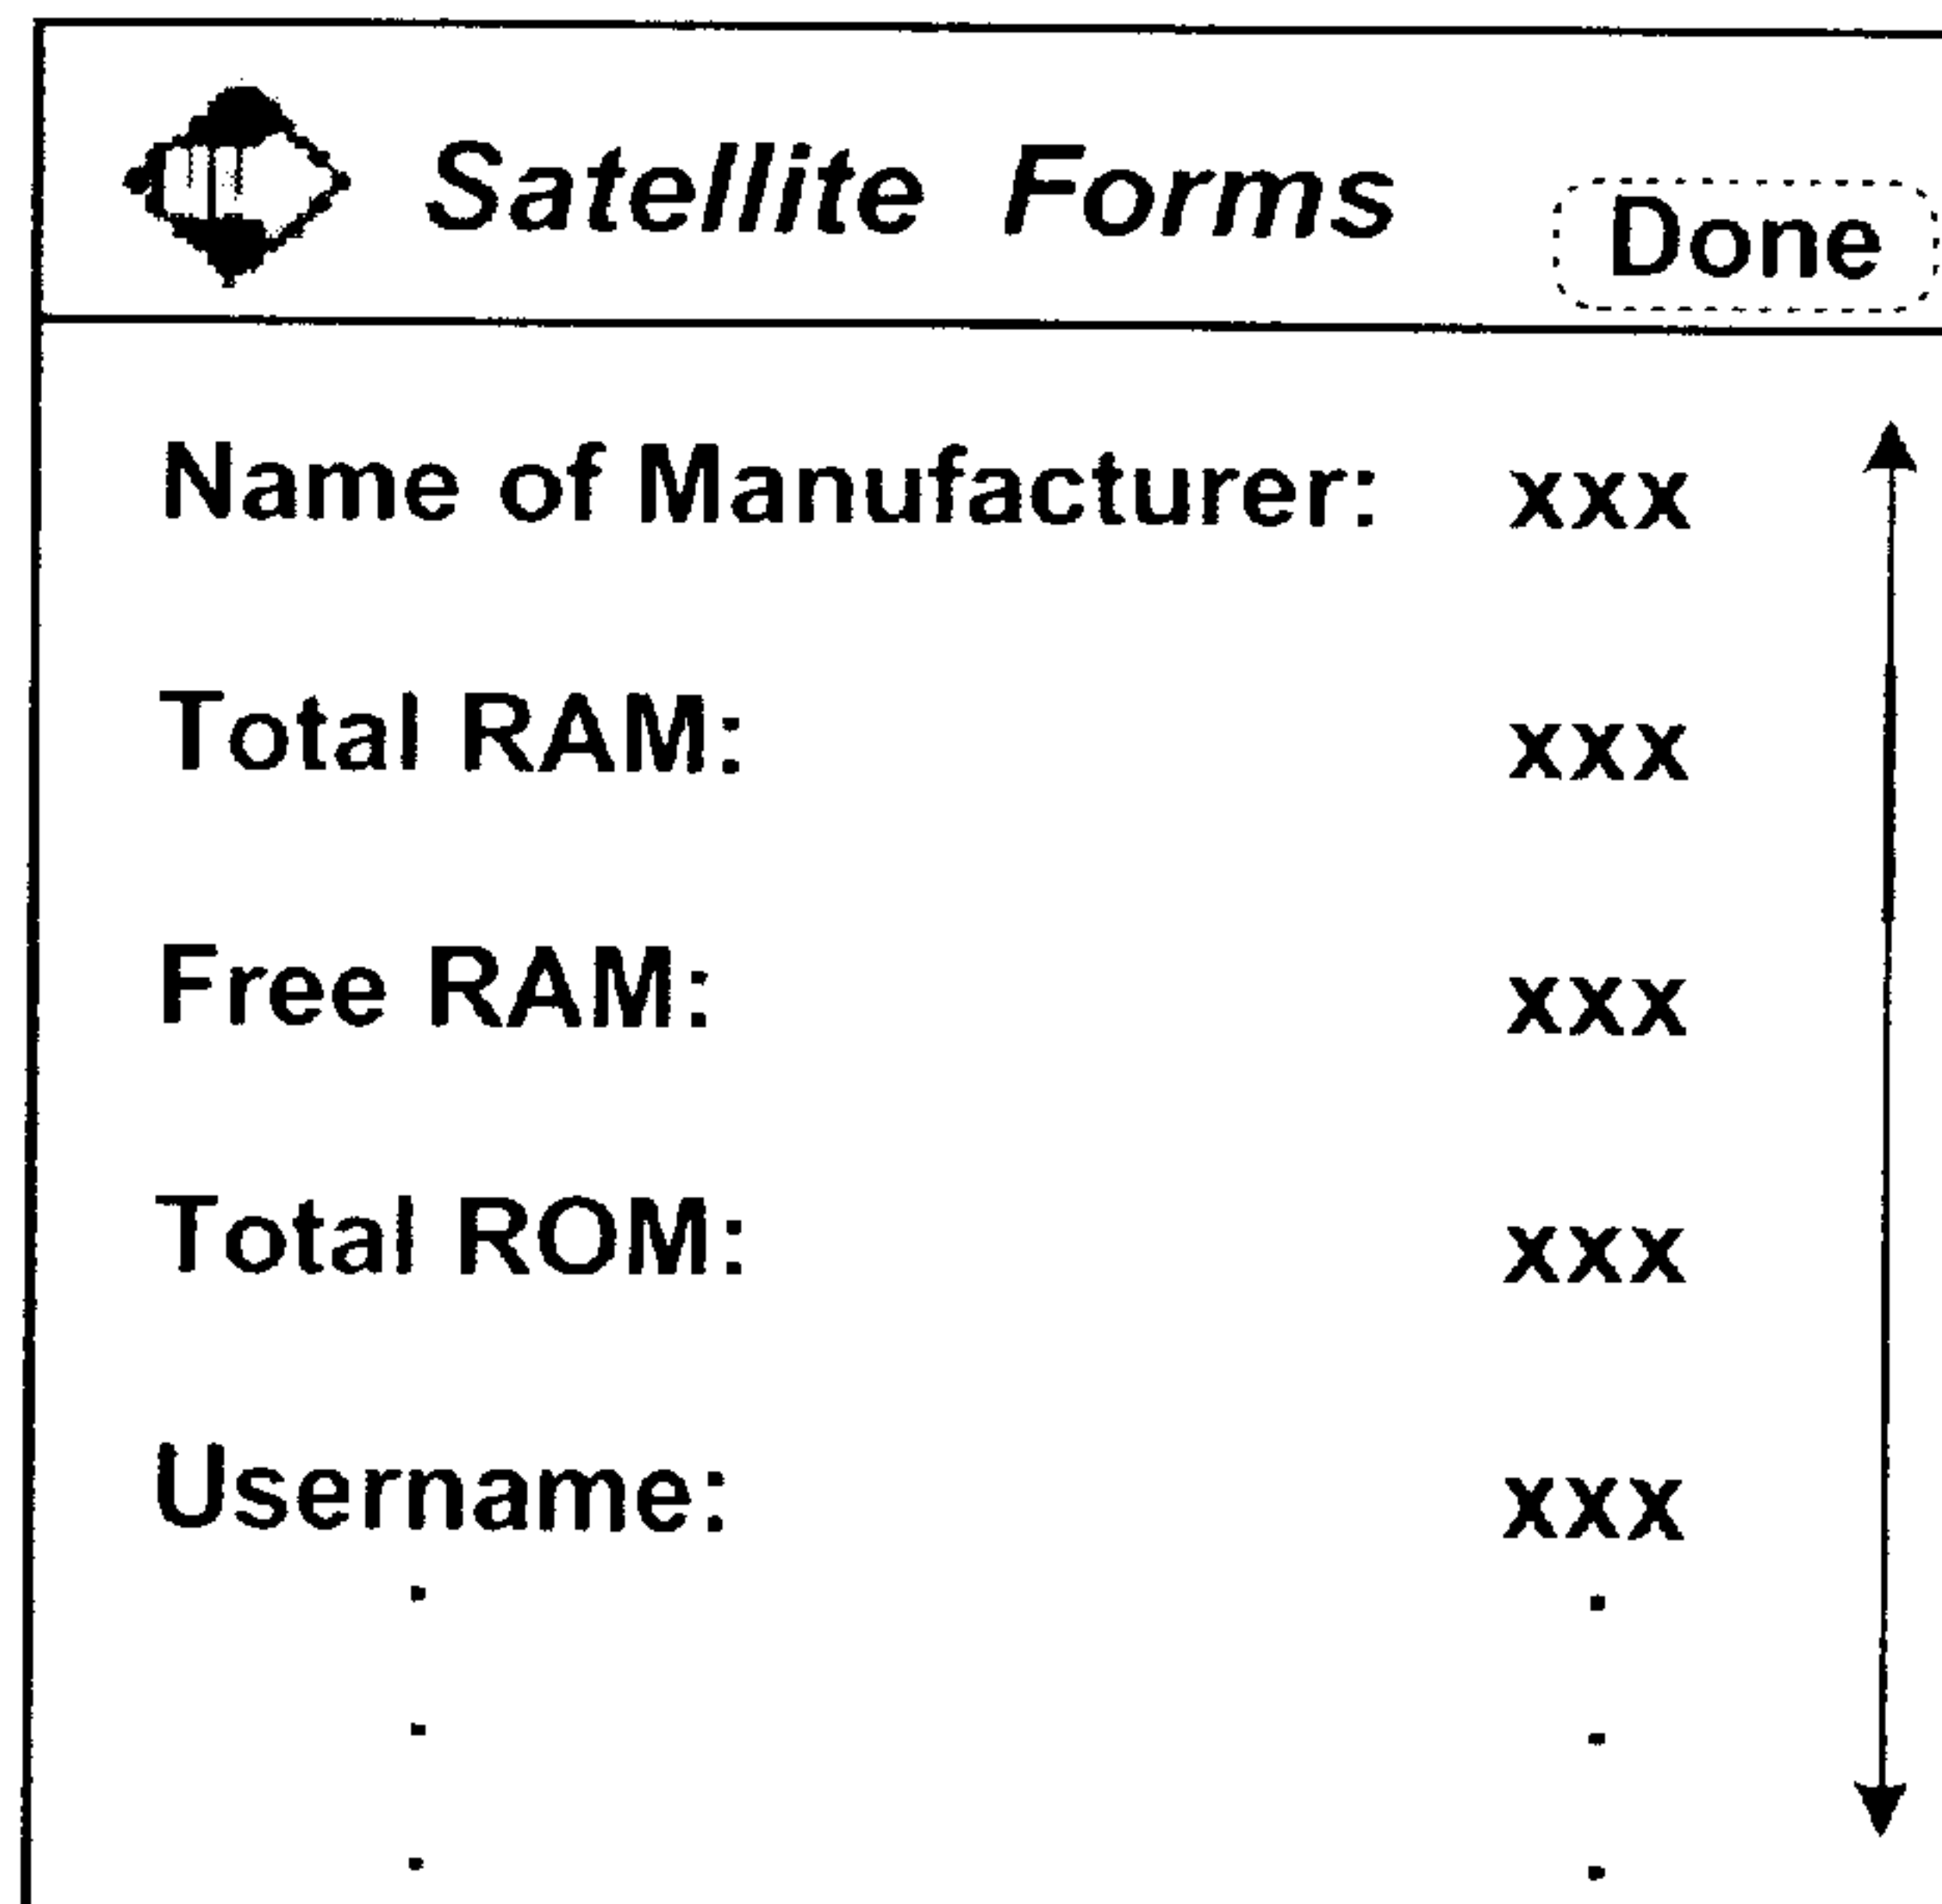 Satellite Forms Done
Name of Manufacturer: xxx
Total RAM: xxx
Free RAM: xxx
Total ROM: xxx
Username: xxx